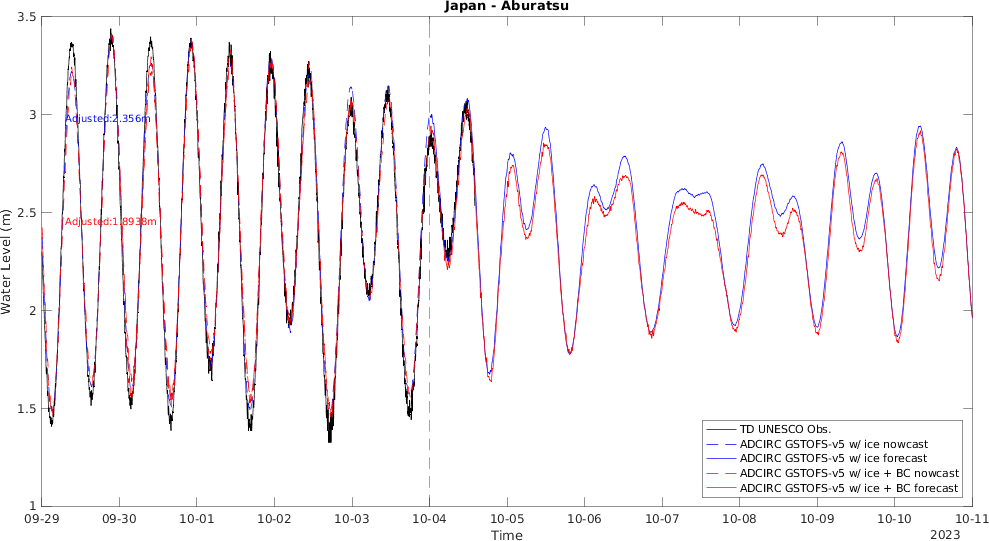 Japan - Aburatsu
3.5
3
2.5
2
1.5
1
Water Level (m)
Adjusted:2.356m
Adjusted:1.8938m
TD UNESCO Obs.
ADCIRC GSTOFS-v5 w/ ice nowcast
ADCIRC GSTOFS-v5 w/ ice forecast
ADCIRC GSTOFS-v5 w/ ice + BC nowcast
ADCIRC GSTOFS-v5 w/ ice + BC forecast
09-29 09-30 10-01 10-02 10-03 10-04 10-05 10-06 10-07 10-08 10-09 10-10 10-11
Time
2023